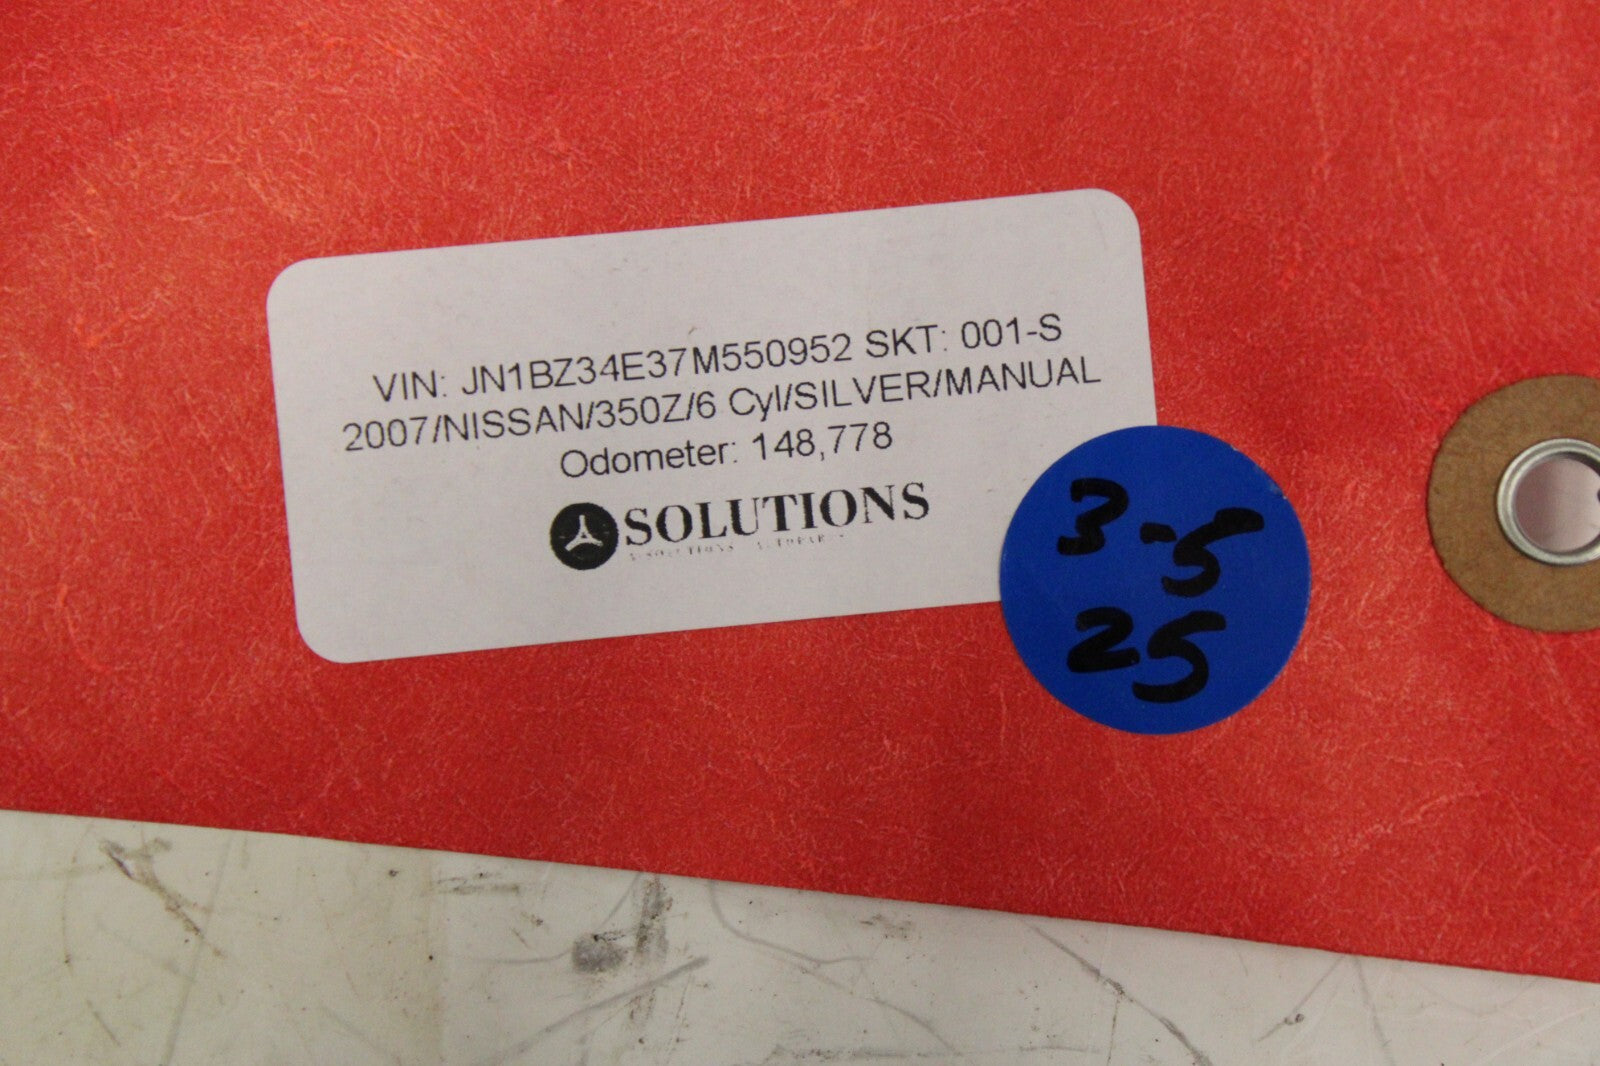 VIN: JN1BZ34E37M550952 SKT: 001-S
2007/NISSAN/350Z/6 Cyl/SILVER/MANUAL
Odometer: 148,778
SOLUTIONS
3-5
25